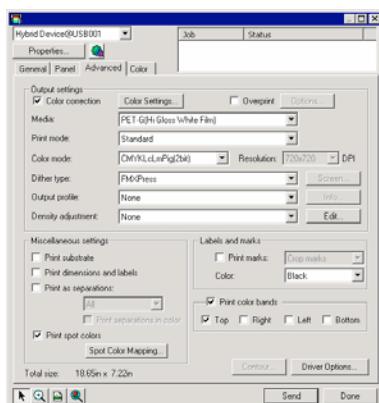 Hybrid Device@USB001
Job Status
Properties...
General Panel Advanced Color
Output settings
Color correction Color Settings... Overprint Options...
Media: PET-G(Hi Gloss White Film)
Print mode: Standard
Color mode: CMYKLcLmPig(2bit) Resolution: 720x720 DPI
Dither type: FMXPress Screen...
Output profile: None Info...
Density adjustment: None Edit...
Miscellaneous settings
Print substrate
Print dimensions and labels
Print as separations:
All
Print separations in color
Print spot colors
Spot Color Mapping...
Labels and marks
Print marks: Crop marks
Color: Black
Print color bands
Top Right Left Bottom
Total size: 18.65in x 7.22in
Contour... Driver Options...
Send Done